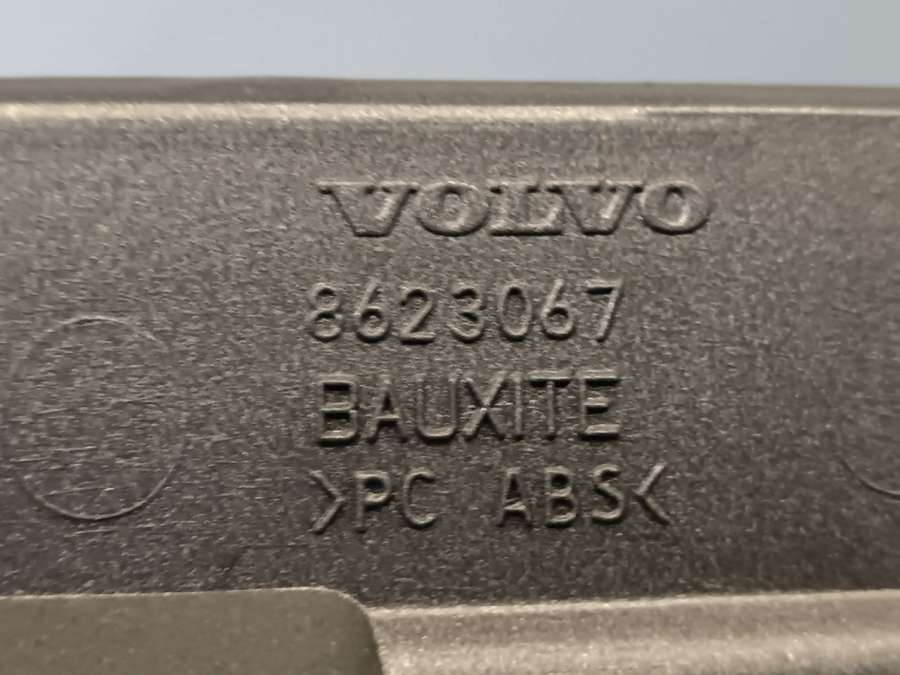 VOLVO
8623067
BAUXITE
>PC ABS<